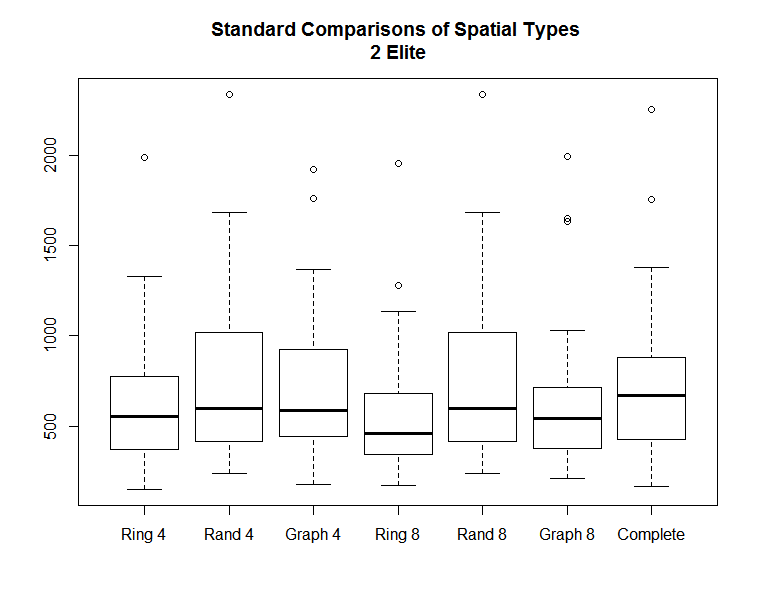 Standard Comparisons of Spatial Types
2 Elite
2000
1500
1000
500
Ring 4 Rand 4 Graph 4 Ring 8 Rand 8 Graph 8 Complete